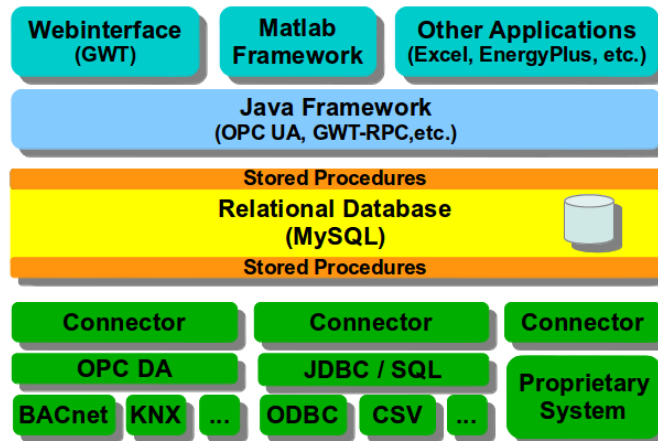 Webinterface
(GWT)
Matlab
Framework
Other Applications
(Excel, EnergyPlus, etc.)
Java Framework
(OPC UA, GWT-RPC,etc.)
Stored Procedures
Relational Database
(MySQL)
Stored Procedures
Connector
Connector
Connector
OPC DA
JDBC / SQL
Proprietary
System
BACnet
KNX
...
ODBC
CSV
...